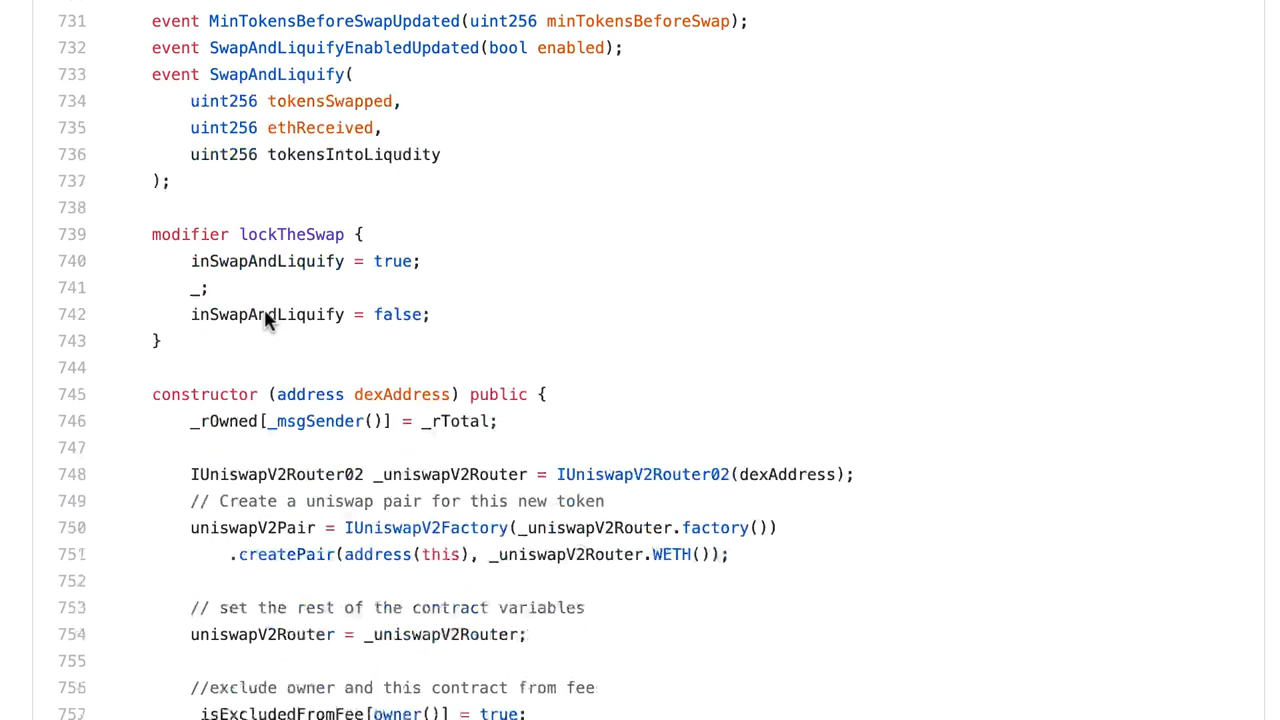 731 event MinTokensBeforeSwapUpdated(uint256 minTokensBeforeSwap);
732 event SwapAndLiquifyEnabledUpdated(bool enabled);
733 event SwapAndLiquify(
734 uint256 tokensSwapped,
735 uint256 ethReceived,
736 uint256 tokensIntoLiqudity
737 );
738
739 modifier lockTheSwap {
740 inSwapAndLiquify = true;
741 _;
742 inSwapAndLiquify = false;
743 }
744
745 constructor (address dexAddress) public {
746 _rOwned[_msgSender()] = _rTotal;
747
748 IUniswapV2Router02 _uniswapV2Router = IUniswapV2Router02(dexAddress);
749 // Create a uniswap pair for this new token
750 uniswapV2Pair = IUniswapV2Factory(_uniswapV2Router.factory())
751 .createPair(address(this), _uniswapV2Router.WETH());
752
753 // set the rest of the contract variables
754 uniswapV2Router = _uniswapV2Router;
755
756 //exclude owner and this contract from fee
757 _isExcludedFromFee[owner()] = true;